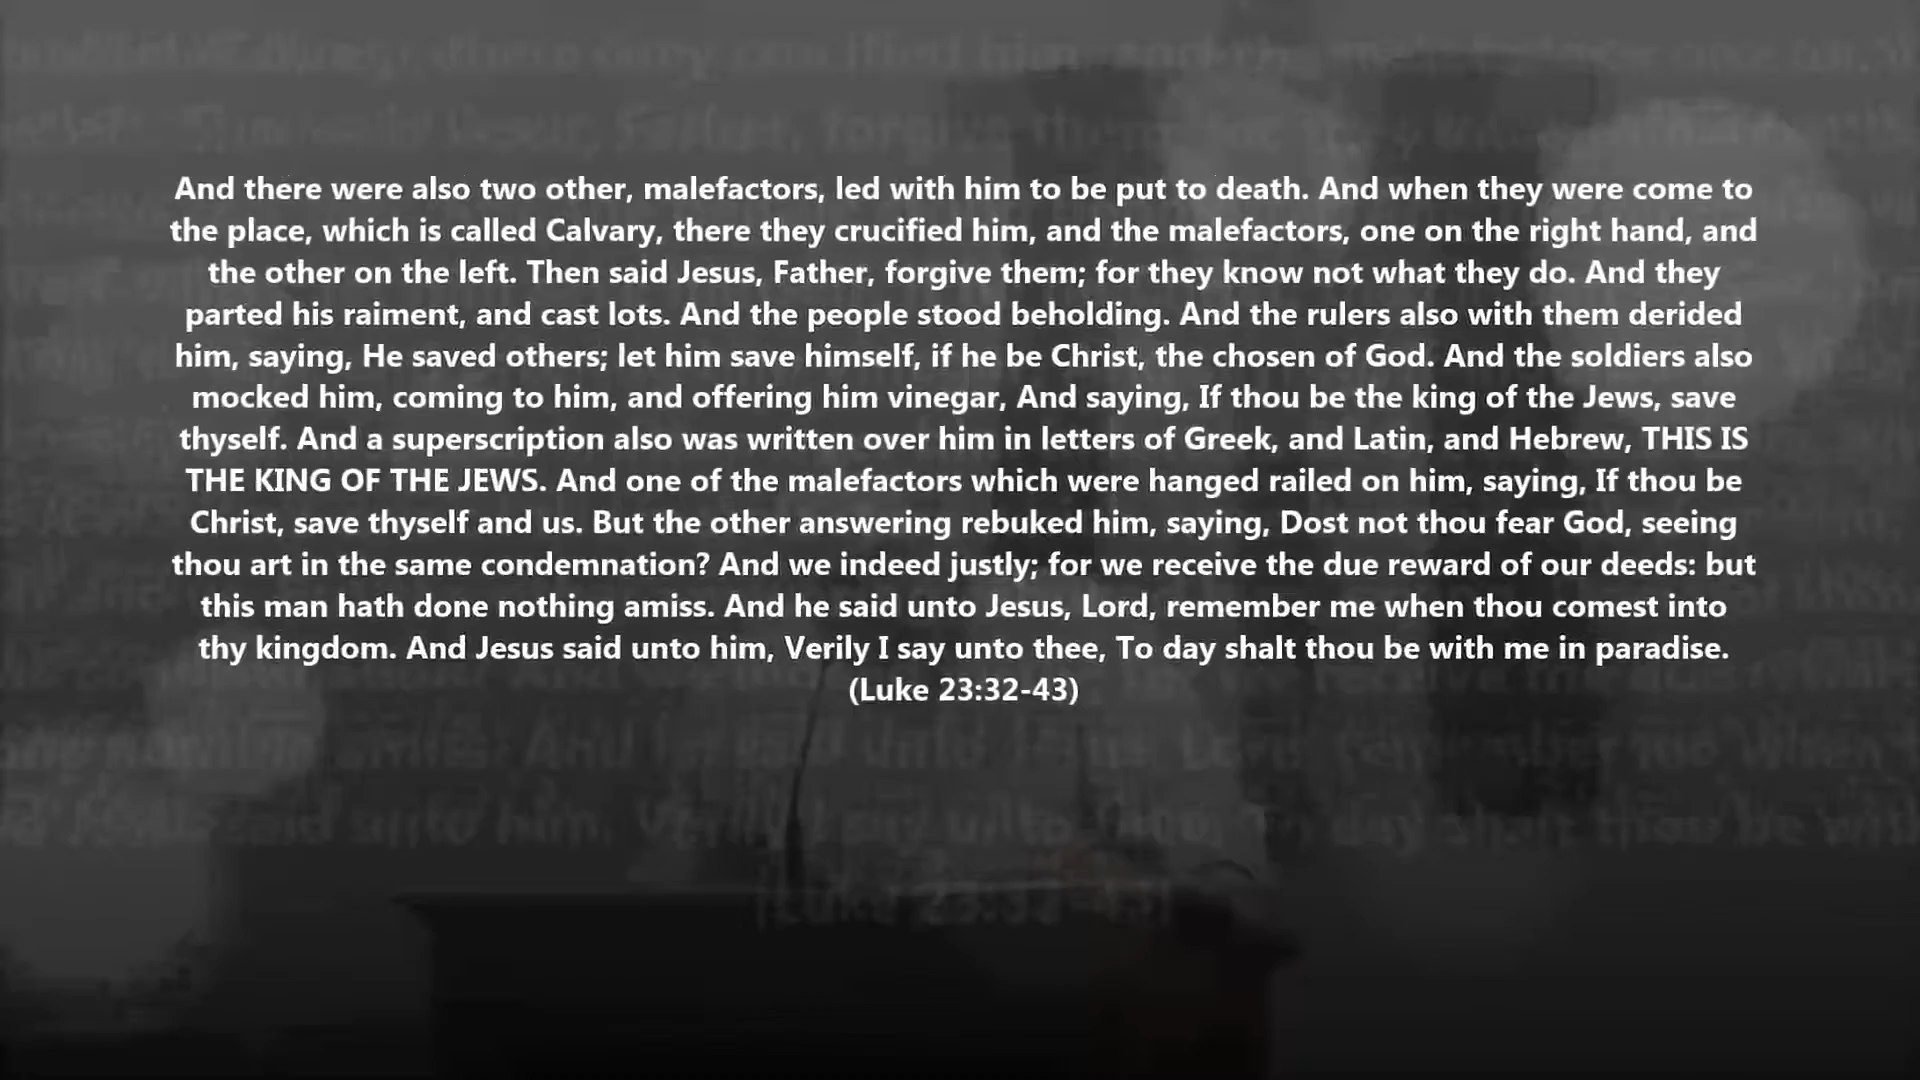 And there were also two other, malefactors, led with him to be put to death. And when they were come to
the place, which is called Calvary, there they crucified him, and the malefactors, one on the right hand, and
the other on the left. Then said Jesus, Father, forgive them; for they know not what they do. And they
parted his raiment, and cast lots. And the people stood beholding. And the rulers also with them derided
him, saying, He saved others; let him save himself, if he be Christ, the chosen of God. And the soldiers also
mocked him, coming to him, and offering him vinegar, And saying, If thou be the king of the Jews, save
thyself. And a superscription also was written over him in letters of Greek, and Latin, and Hebrew, THIS IS
THE KING OF THE JEWS. And one of the malefactors which were hanged railed on him, saying, If thou be
Christ, save thyself and us. But the other answering rebuked him, saying, Dost not thou fear God, seeing
thou art in the same condemnation? And we indeed justly; for we receive the due reward of our deeds: but
this man hath done nothing amiss. And he said unto Jesus, Lord, remember me when thou comest into
thy kingdom. And Jesus said unto him, Verily I say unto thee, To day shalt thou be with me in paradise.
(Luke 23:32-43)